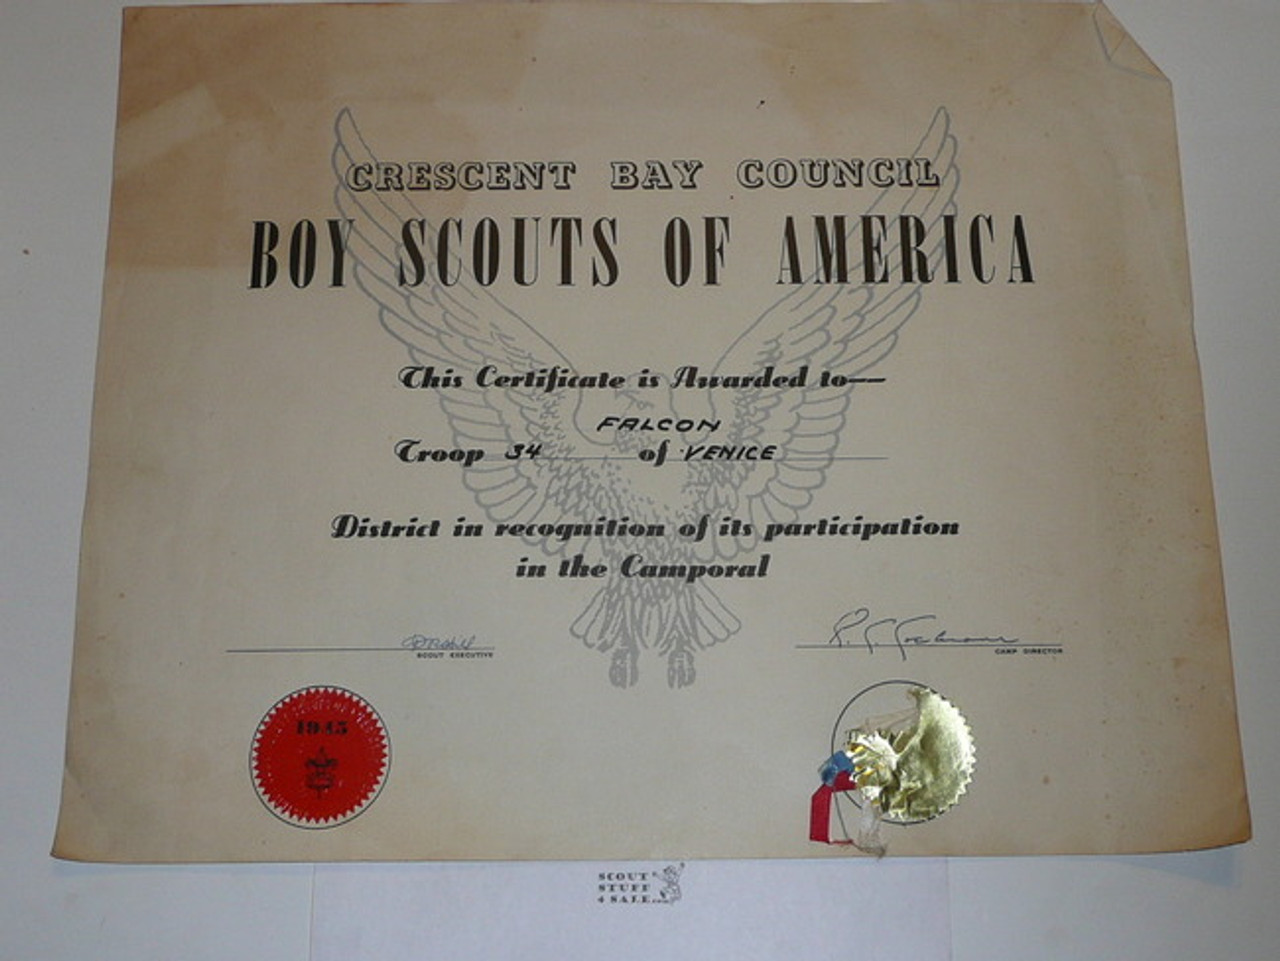 CRESCENT BAY COUNCIL
BOY SCOUTS OF AMERICA
This Certificate is Awarded to——
FALCON
Troop 34 of VENICE
District in recognition of its participation
in the Camporal
SCOUT EXECUTIVE
CAMP DIRECTOR
1945
SCOUT
STUFF
4 SALE.com